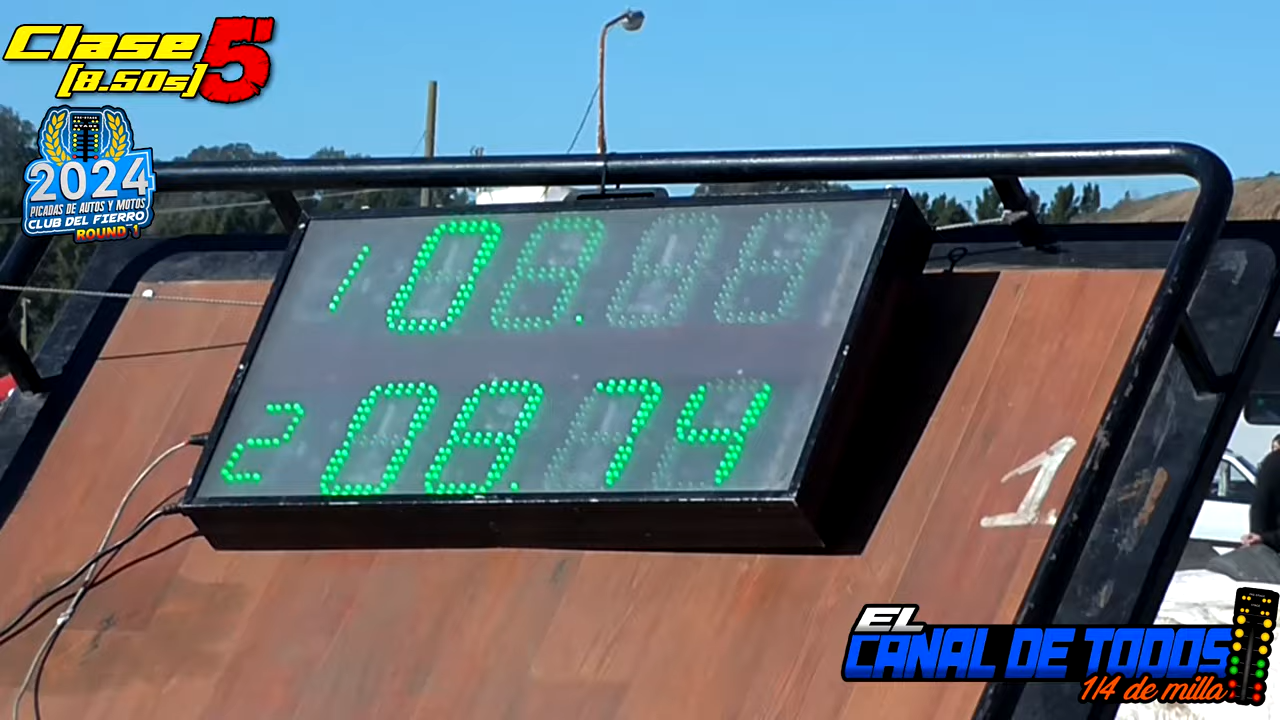 Clase 5
[8.50s]
2024
PICADAS DE AUTOS Y MOTOS
CLUB DEL FIERRO
ROUND 1
1 08.
2 08.74
1
EL
CANAL DE TODOS
1/4 de milla